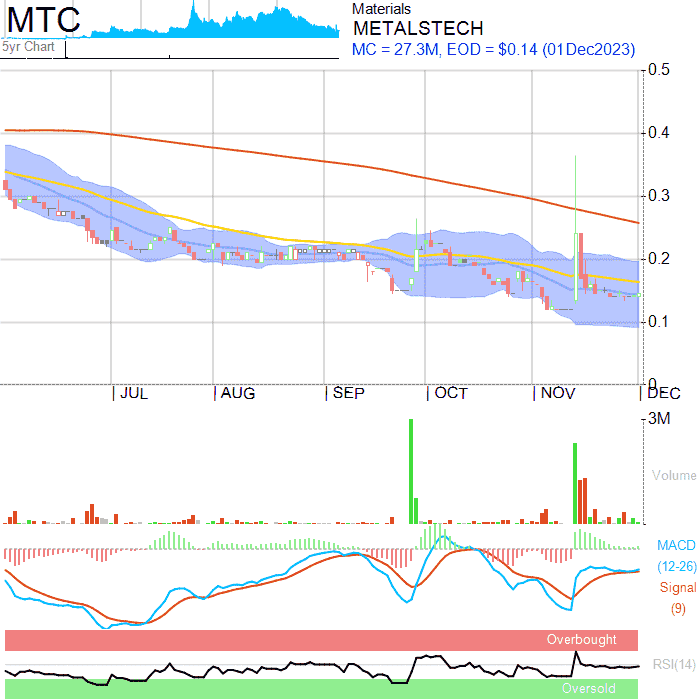 MTC
5yr Chart
Materials
METALSTECH
MC = 27.3M, EOD = $0.14 (01Dec2023)
0.5
0.4
0.3
0.2
0.1
0
JUL AUG SEP OCT NOV DEC
3M
Volume
MACD
(12-26)
Signal
(9)
Overbought
RSI(14)
Oversold